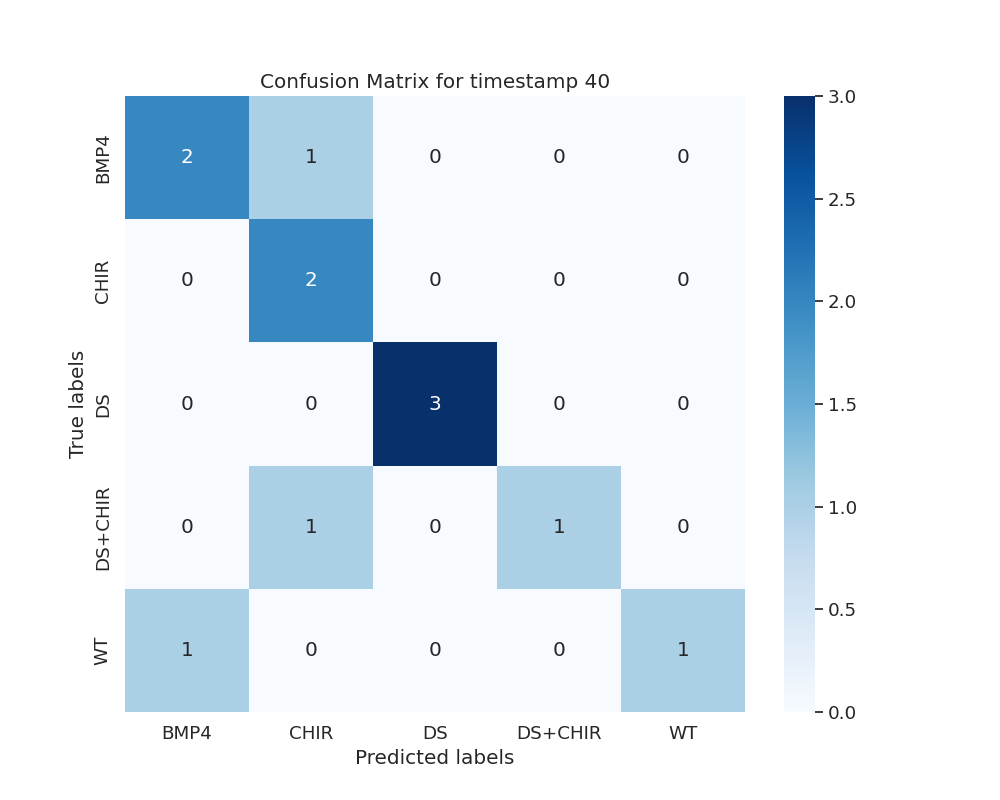 Confusion Matrix for timestamp 40
BMP4 2 1 0 0 0
CHIR 0 2 0 0 0
DS 0 0 3 0 0
DS+CHIR 0 1 0 1 0
WT 1 0 0 0 1
BMP4 CHIR DS DS+CHIR WT
True labels
Predicted labels
3.0
2.5
2.0
1.5
1.0
0.5
0.0